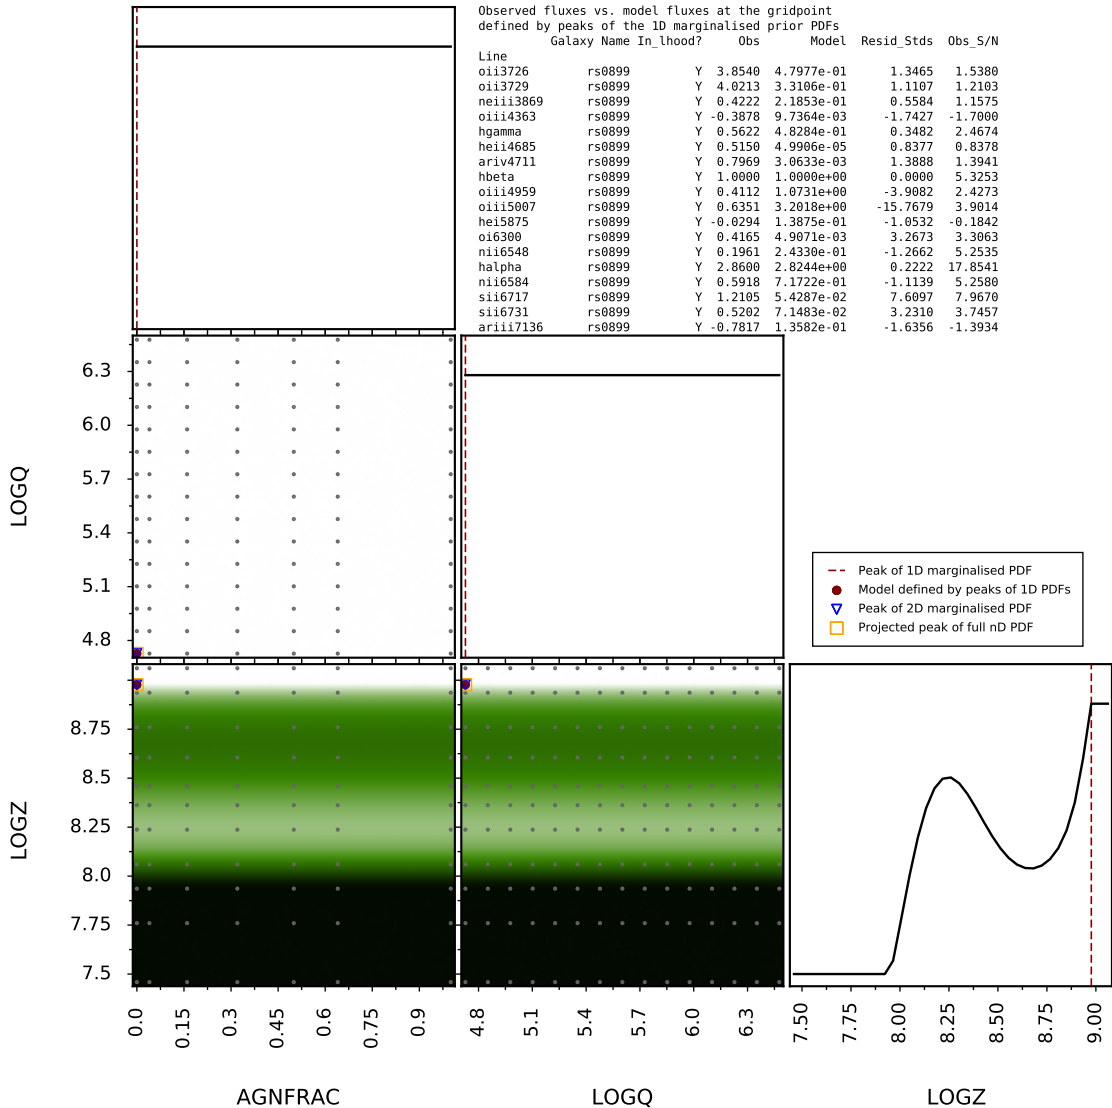 Observed fluxes vs. model fluxes at the gridpoint
defined by peaks of the 1D marginalised prior PDFs
Galaxy Name In_lhood? Obs Model Resid_Stds Obs_S/N
Line
oii3726 rs0899 Y 3.8540 4.7977e-01 1.3465 1.5380
oii3729 rs0899 Y 4.0213 3.3106e-01 1.1107 1.2103
neiii3869 rs0899 Y 0.4222 2.1853e-01 0.5584 1.1575
oiii4363 rs0899 Y -0.3878 9.7364e-03 -1.7427 -1.7000
hgamma rs0899 Y 0.5622 4.8284e-01 0.3482 2.4674
heii4685 rs0899 Y 0.5150 4.9906e-05 0.8377 0.8378
ariv4711 rs0899 Y 0.7969 3.0633e-03 1.3888 1.3941
hbeta rs0899 Y 1.0000 1.0000e+00 0.0000 5.3253
oiii4959 rs0899 Y 0.4112 1.0731e+00 -3.9082 2.4273
oiii5007 rs0899 Y 0.6351 3.2018e+00 -15.7679 3.9014
hei5875 rs0899 Y -0.0294 1.3875e-01 -1.0532 -0.1842
oi6300 rs0899 Y 0.4165 4.9071e-03 3.2673 3.3063
nii6548 rs0899 Y 0.1961 2.4330e-01 -1.2662 5.2535
halpha rs0899 Y 2.8600 2.8244e+00 0.2222 17.8541
nii6584 rs0899 Y 0.5918 7.1722e-01 -1.1139 5.2580
sii6717 rs0899 Y 1.2105 5.4287e-02 7.6097 7.9670
sii6731 rs0899 Y 0.5202 7.1483e-02 3.2310 3.7457
ariii7136 rs0899 Y -0.7817 1.3582e-01 -1.6356 -1.3934
LOGQ
6.3
6.0
5.7
5.4
5.1
4.8
Peak of 1D marginalised PDF
Model defined by peaks of 1D PDFs
Peak of 2D marginalised PDF
Projected peak of full nD PDF
LOGZ
8.75
8.5
8.25
8.0
7.75
7.5
0.0 0.15 0.3 0.45 0.6 0.75 0.9
4.8 5.1 5.4 5.7 6.0 6.3
7.50 7.75 8.00 8.25 8.50 8.75 9.00
AGNFRAC LOGQ LOGZ